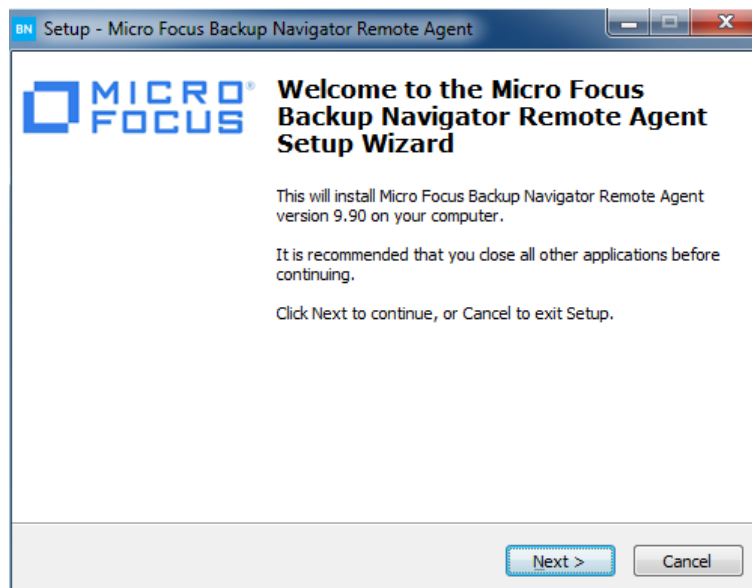 BN Setup - Micro Focus Backup Navigator Remote Agent
MICRO®
FOCUS
Welcome to the Micro Focus
Backup Navigator Remote Agent
Setup Wizard
This will install Micro Focus Backup Navigator Remote Agent
version 9.90 on your computer.
It is recommended that you close all other applications before
continuing.
Click Next to continue, or Cancel to exit Setup.
Next > Cancel